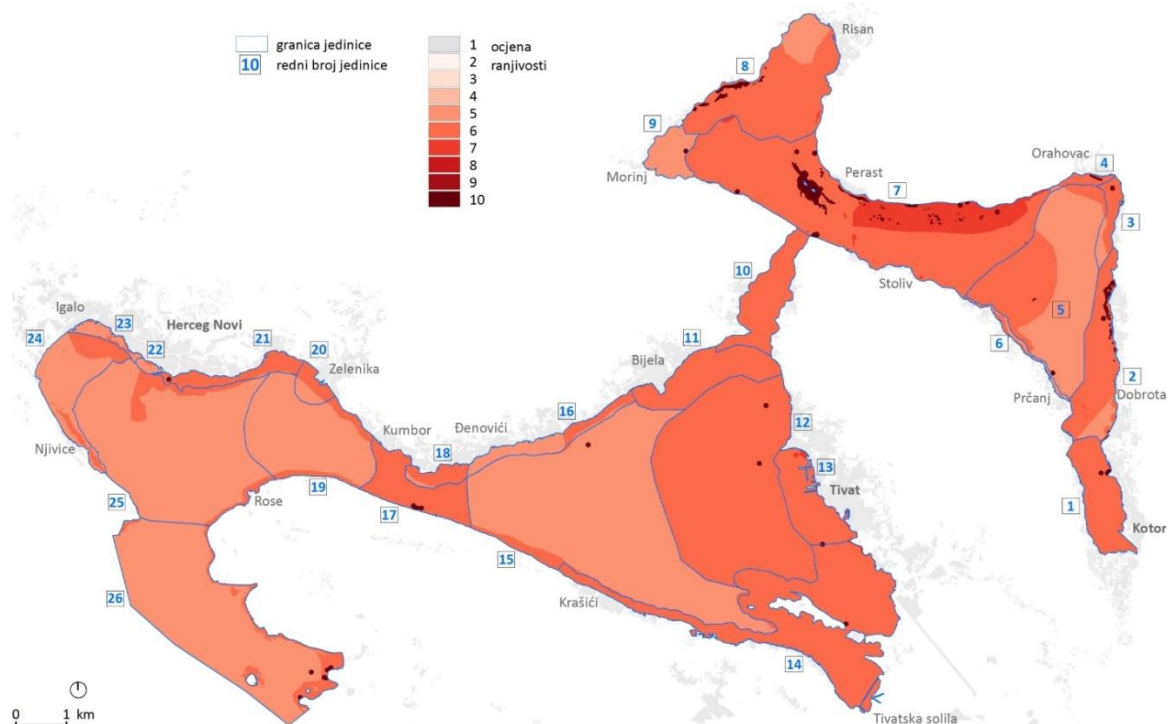 granica jedinice
10 redni broj jedinice
1 ocjena
2 ranjivosti
3
4
5
6
7
8
9
10
Risan
8
9
Morinj
Orahovac
4
Perast
7
3
10
Stoliv
5
6
Igalo
23
Herceg Novi
24
22
21
20
Zelenika
Bijela
11
Prčanj
2
Dobrota
16
12
Kumbor
Đenovići
18
Njivice
13
Tivat
Rose
19
17
25
1
Kotor
15
26
Krašići
14
0 1 km
Tivatska solila